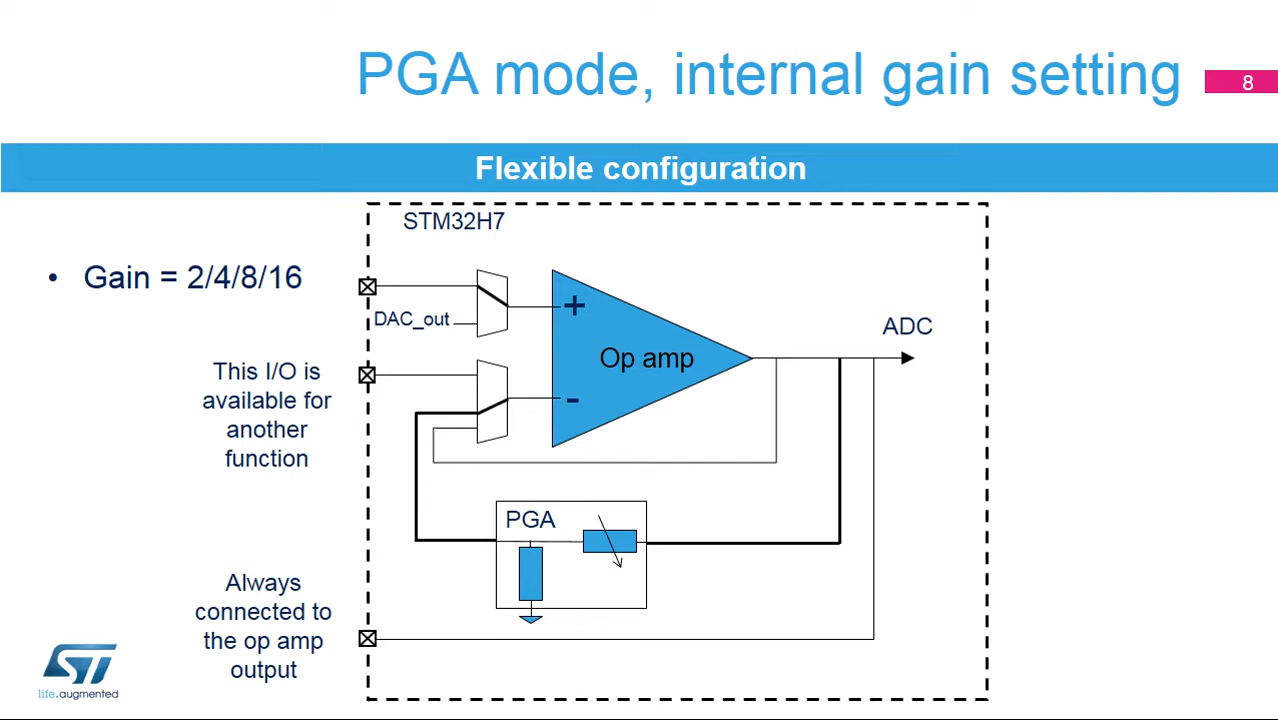 PGA mode, internal gain setting
8
Flexible configuration
STM32H7
• Gain = 2/4/8/16
DAC_out
+
Op amp
-
ADC
This I/O is
available for
another
function
PGA
Always
connected to
the op amp
output
ST
life.augmented